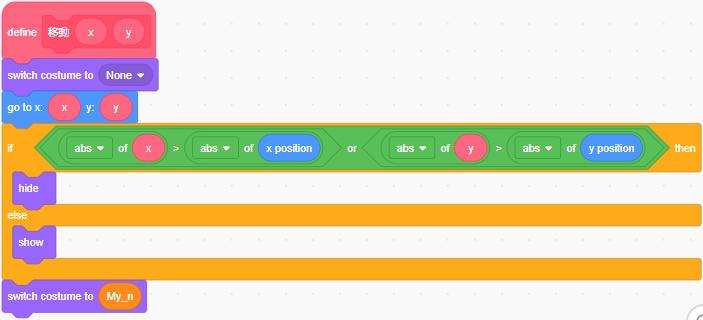 define 移動 x y
switch costume to None
go to x: x y: y
if abs of x > abs of x position or abs of y > abs of y position then
hide
else
show
switch costume to My_n